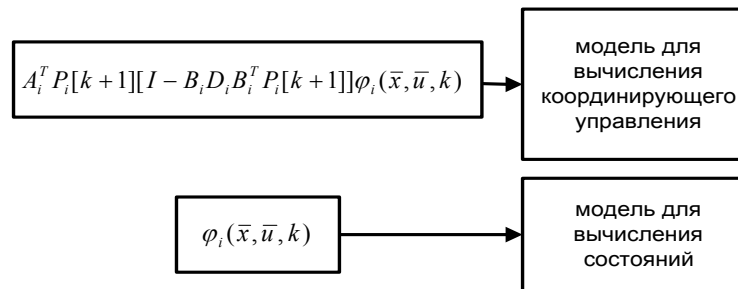 A_i^T P_i[k+1][I − B_i D_i B_i^T P_i[k+1]]φ_i(x̄, ū, k)
модель для
вычисления
координирующего
управления
φ_i(x̄, ū, k)
модель для
вычисления
состояний